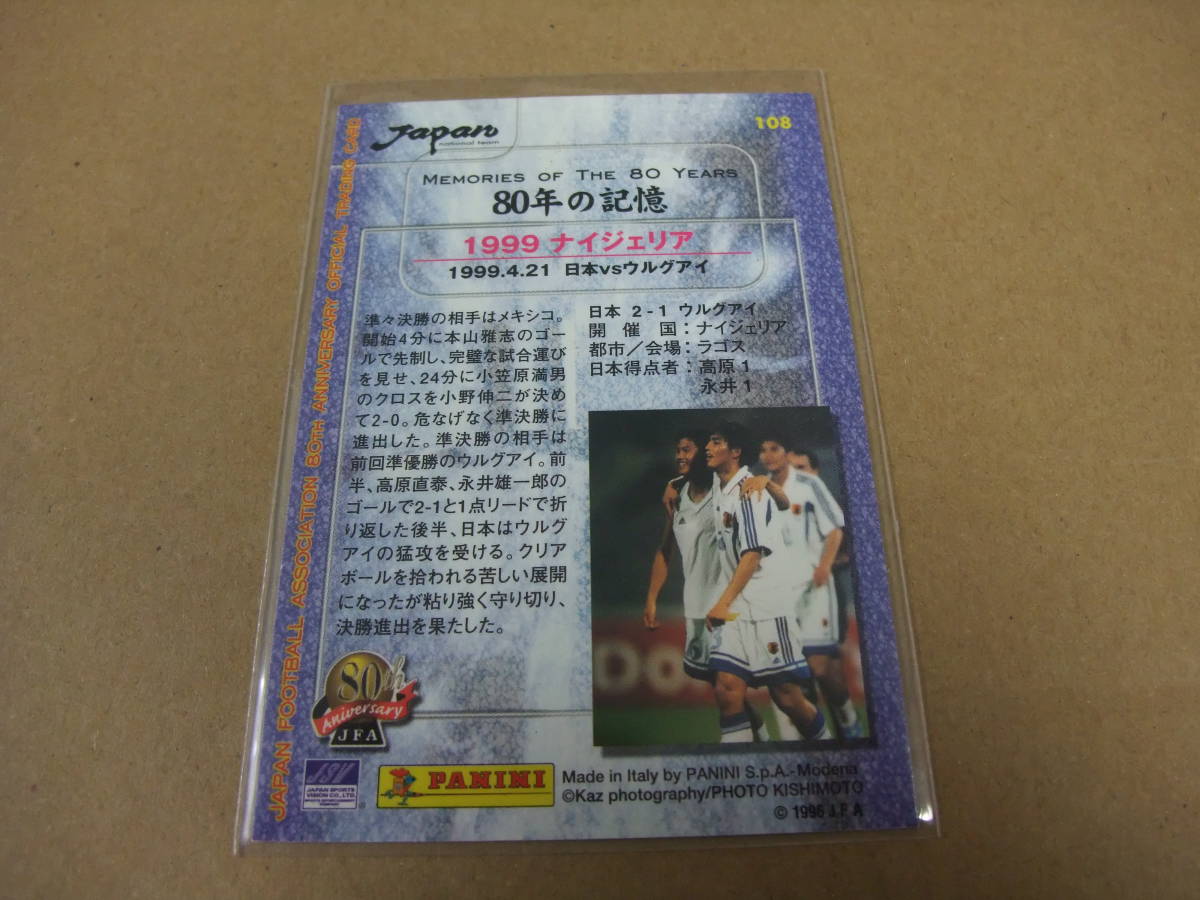 JAPAN FOOTBALL ASSOCIATION 80TH ANNIVERSARY OFFICIAL TRADING CARD
Japan
national team
108
MEMORIES OF THE 80 YEARS
80年の記憶
1999 ナイジェリア
1999.4.21 日本vsウルグアイ
準々決勝の相手はメキシコ。
開始4分に本山雅志のゴー
ルで先制し、完璧な試合運び
を見せ、24分に小笠原満男
のクロスを小野伸二が決め
て2-0。危なげなく準決勝に
進出した。準決勝の相手は
前回準優勝のウルグアイ。前
半、高原直泰、永井雄一郎の
ゴールで2-1と1点リードで折
り返した後半、日本はウルグ
アイの猛攻を受ける。クリア
ボールを拾われる苦しい展開
になったが粘り強く守り切り、
決勝進出を果たした。
日本 2-1 ウルグアイ
開催国：ナイジェリア
都市／会場：ラゴス
日本得点者：高原1
永井1
80th
Aniversary
JFA
JSV
JAPAN SPORTS
VISION CO., LTD.
PANINI
Made in Italy by PANINI S.p.A.-Modena
©Kaz photography/PHOTO KISHIMOTO
© 1996 J F A